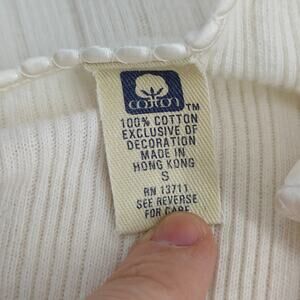 cotton
TM
100% COTTON
EXCLUSIVE OF
DECORATION
MADE IN
HONG KONG
S
RN 13711
SEE REVERSE
FOR CARE